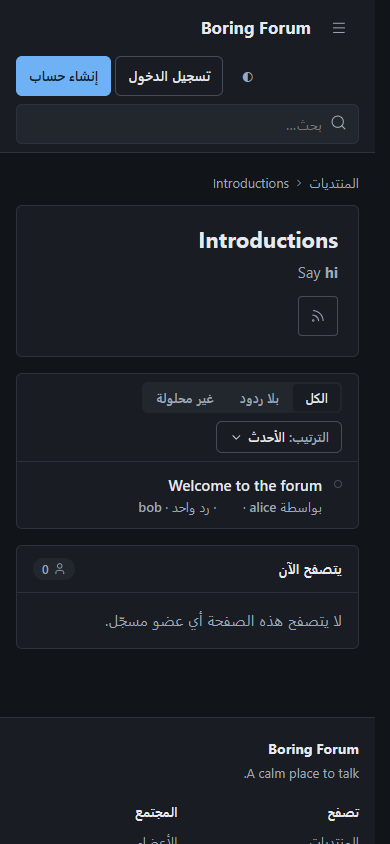 Boring Forum
تسجيل الدخول
إنشاء حساب
بحث...
المنتديات
Introductions
Introductions
Say hi
الكل
بلا ردود
غير محلولة
الترتيب: الأحدث
Welcome to the forum
بواسطة alice · · رد واحد · bob
يتصفح الآن
0
لا يتصفح هذه الصفحة أي عضو مسجّل.
Boring Forum
A calm place to talk.
تصفح
المجتمع
المنتديات
الأعضاء